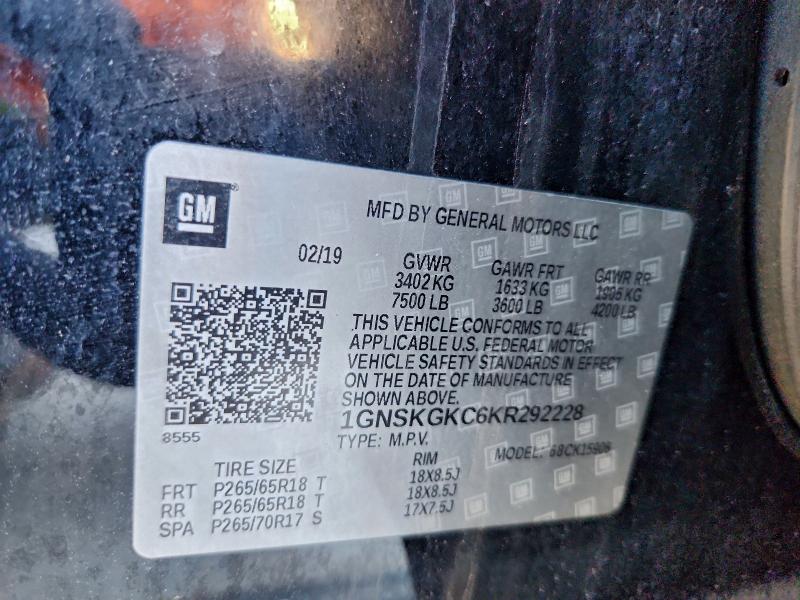 GM
MFD BY GENERAL MOTORS LLC
02/19
GVWR GAWR FRT GAWR RR
3402 KG 1633 KG 1905 KG
7500 LB 3600 LB 4200 LB
THIS VEHICLE CONFORMS TO ALL
APPLICABLE U.S. FEDERAL MOTOR
VEHICLE SAFETY STANDARDS IN EFFECT
ON THE DATE OF MANUFACTURE
SHOWN ABOVE.
1GNSKGKC6KR292228
8555
TYPE: M.P.V. MODEL:
TIRE SIZE RIM
FRT P265/65R18 T 18X8.5J
RR P265/65R18 T 18X8.5J
SPA P265/70R17 S 17X7.5J